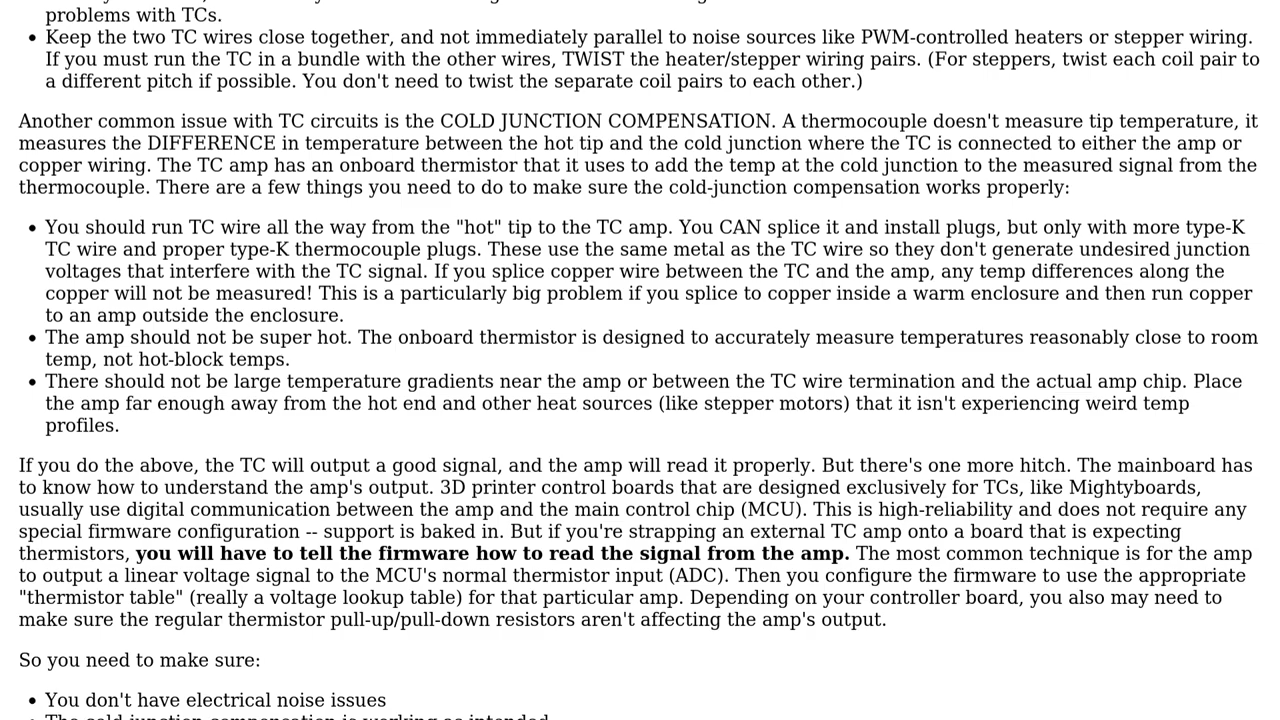 problems with TCs.
Keep the two TC wires close together, and not immediately parallel to noise sources like PWM-controlled heaters or stepper wiring.
If you must run the TC in a bundle with the other wires, TWIST the heater/stepper wiring pairs. (For steppers, twist each coil pair to
a different pitch if possible. You don't need to twist the separate coil pairs to each other.)
Another common issue with TC circuits is the COLD JUNCTION COMPENSATION. A thermocouple doesn't measure tip temperature, it
measures the DIFFERENCE in temperature between the hot tip and the cold junction where the TC is connected to either the amp or
copper wiring. The TC amp has an onboard thermistor that it uses to add the temp at the cold junction to the measured signal from the
thermocouple. There are a few things you need to do to make sure the cold-junction compensation works properly:
You should run TC wire all the way from the "hot" tip to the TC amp. You CAN splice it and install plugs, but only with more type-K
TC wire and proper type-K thermocouple plugs. These use the same metal as the TC wire so they don't generate undesired junction
voltages that interfere with the TC signal. If you splice copper wire between the TC and the amp, any temp differences along the
copper will not be measured! This is a particularly big problem if you splice to copper inside a warm enclosure and then run copper
to an amp outside the enclosure.
The amp should not be super hot. The onboard thermistor is designed to accurately measure temperatures reasonably close to room
temp, not hot-block temps.
There should not be large temperature gradients near the amp or between the TC wire termination and the actual amp chip. Place
the amp far enough away from the hot end and other heat sources (like stepper motors) that it isn't experiencing weird temp
profiles.
If you do the above, the TC will output a good signal, and the amp will read it properly. But there's one more hitch. The mainboard has
to know how to understand the amp's output. 3D printer control boards that are designed exclusively for TCs, like Mightyboards,
usually use digital communication between the amp and the main control chip (MCU). This is high-reliability and does not require any
special firmware configuration -- support is baked in. But if you're strapping an external TC amp onto a board that is expecting
thermistors, you will have to tell the firmware how to read the signal from the amp. The most common technique is for the amp
to output a linear voltage signal to the MCU's normal thermistor input (ADC). Then you configure the firmware to use the appropriate
"thermistor table" (really a voltage lookup table) for that particular amp. Depending on your controller board, you also may need to
make sure the regular thermistor pull-up/pull-down resistors aren't affecting the amp's output.
So you need to make sure:
You don't have electrical noise issues
The cold junction compensation is working as intended